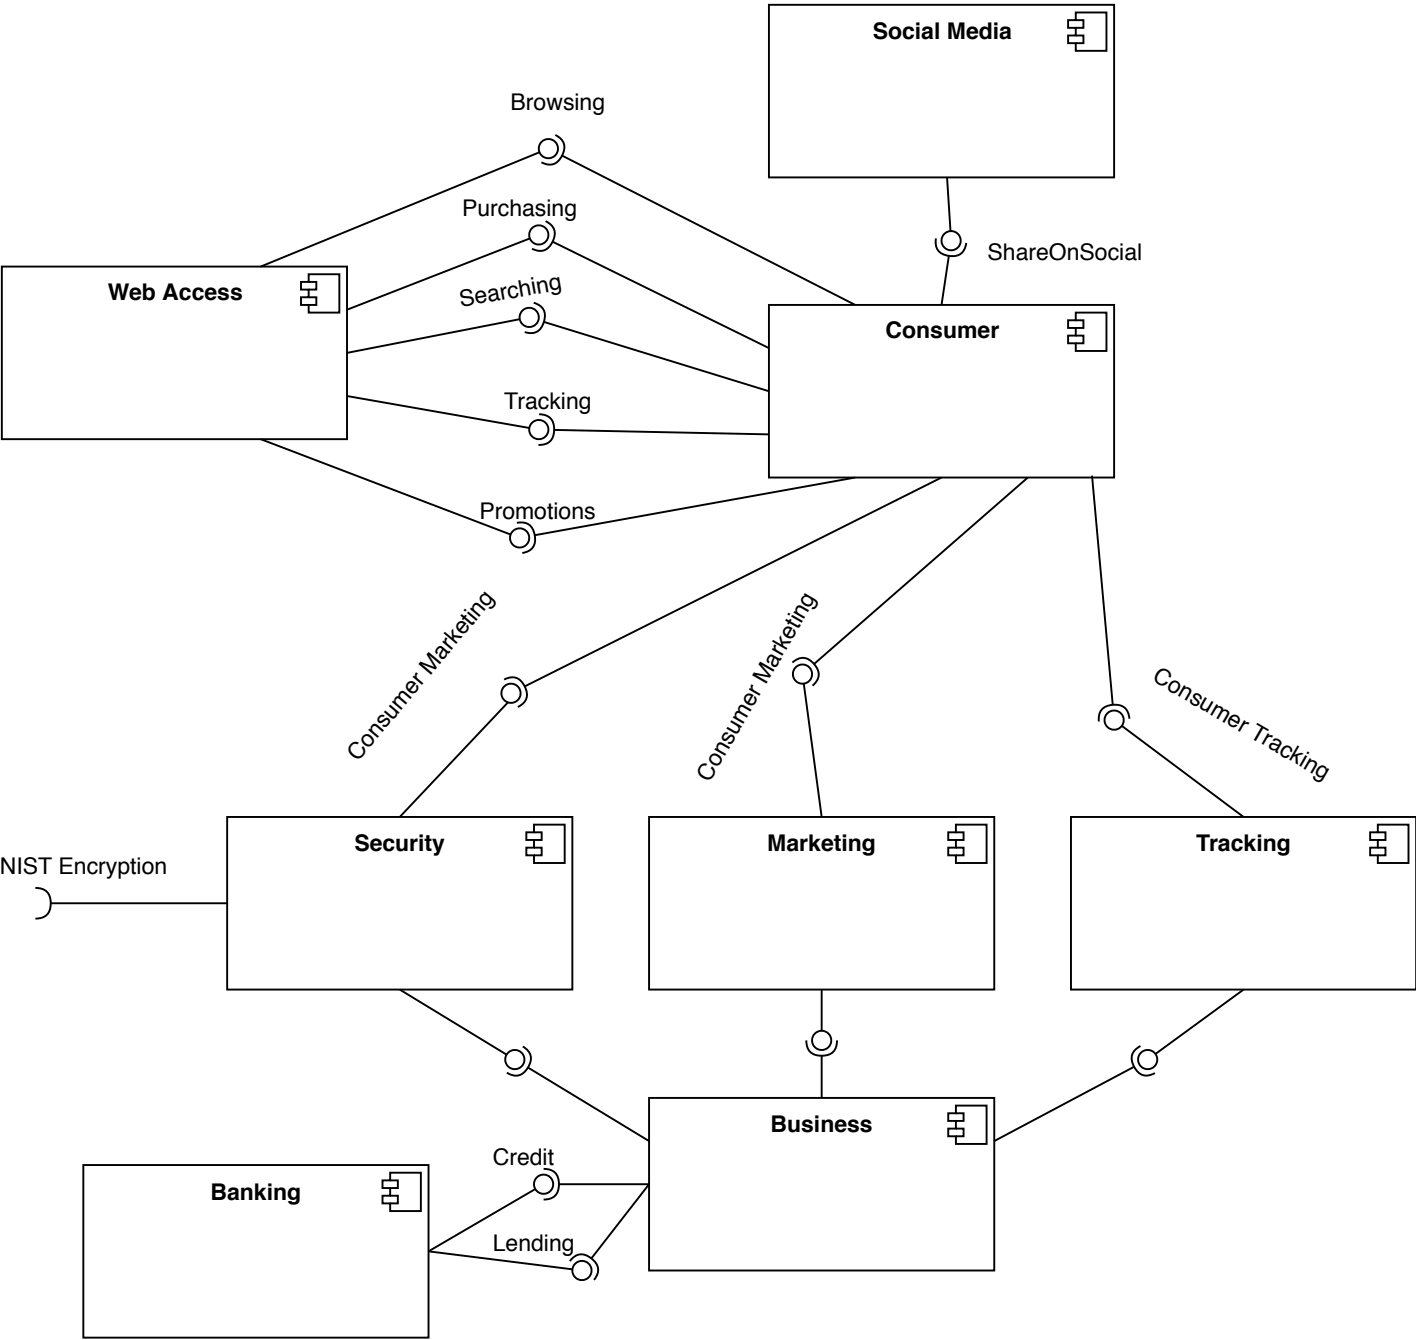 Social Media
Browsing
Purchasing
ShareOnSocial
Searching
Web Access
Consumer
Tracking
Promotions
Consumer Marketing
Consumer Marketing
Consumer Tracking
Security
Marketing
Tracking
NIST Encryption
Business
Credit
Banking
Lending